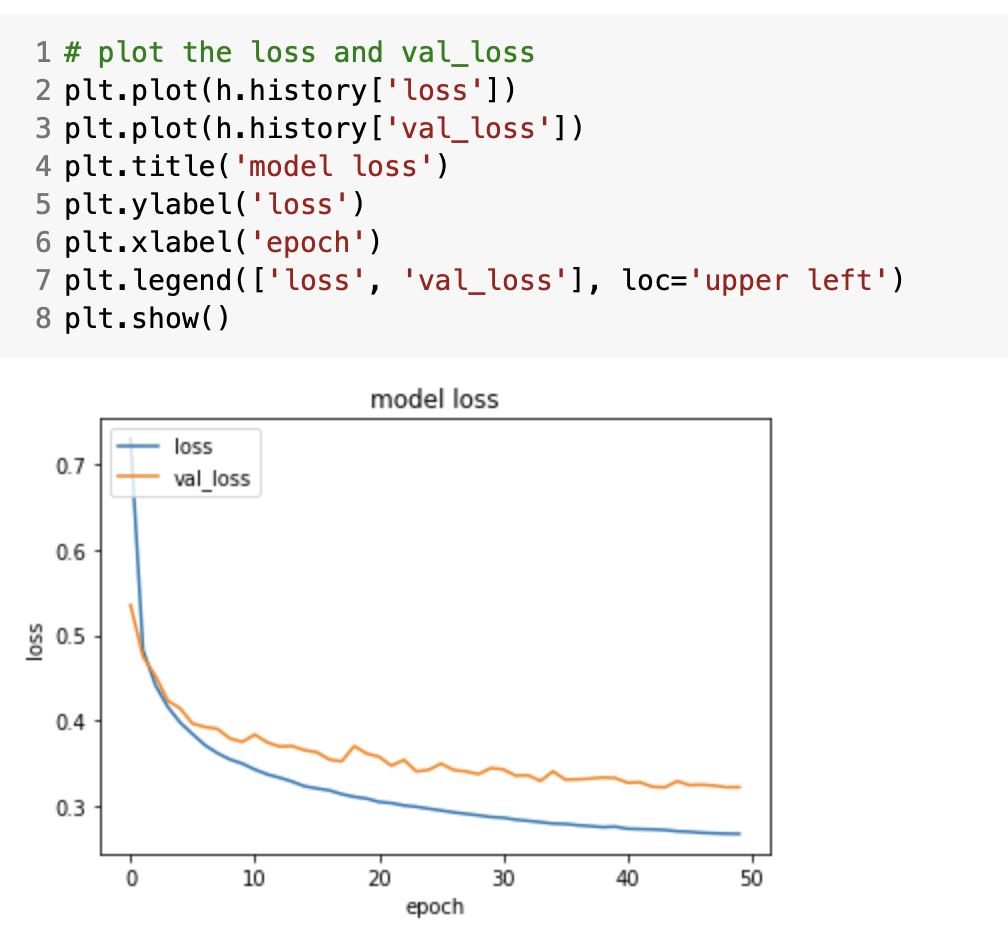 1 # plot the loss and val_loss
2 plt.plot(h.history['loss'])
3 plt.plot(h.history['val_loss'])
4 plt.title('model loss')
5 plt.ylabel('loss')
6 plt.xlabel('epoch')
7 plt.legend(['loss', 'val_loss'], loc='upper left')
8 plt.show()
model loss
loss
val_loss
0.7
0.6
0.5
0.4
0.3
loss
0 10 20 30 40 50
epoch